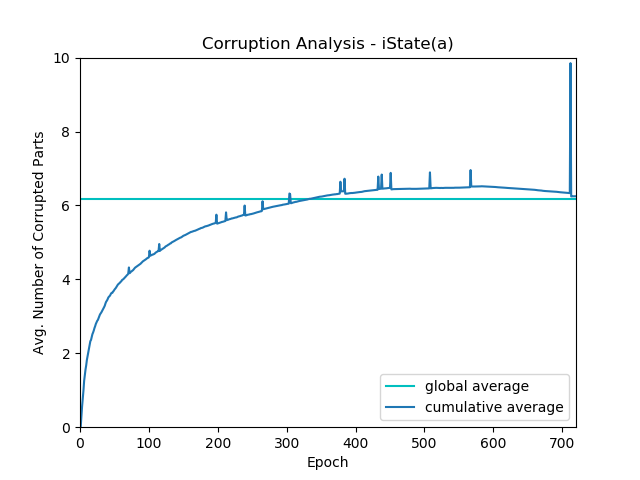 Corruption Analysis - iState(a)
Avg. Number of Corrupted Parts
10
8
6
4
2
0
0 100 200 300 400 500 600 700
Epoch
global average
cumulative average